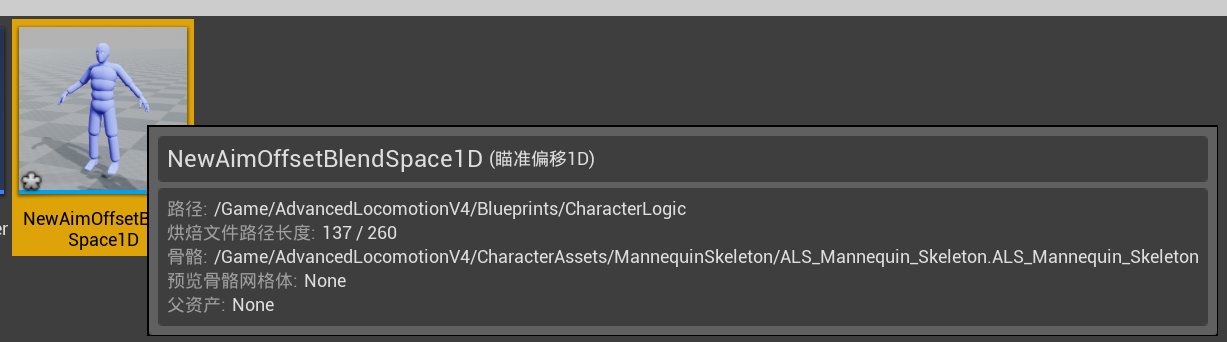 NewAimOffsetB
Space1D
er
NewAimOffsetBlendSpace1D (瞄准偏移1D)
路径: /Game/AdvancedLocomotionV4/Blueprints/CharacterLogic
烘焙文件路径长度: 137 / 260
骨骼: /Game/AdvancedLocomotionV4/CharacterAssets/MannequinSkeleton/ALS_Mannequin_Skeleton.ALS_Mannequin_Skeleton
预览骨骼网格体: None
父资产: None